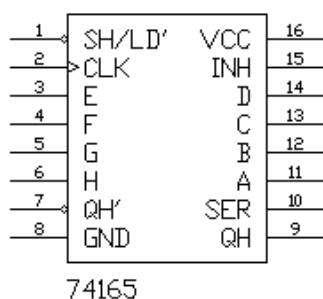 1 SH/LD' VCC 16
2 CLK INH 15
3 E D 14
4 F C 13
5 G B 12
6 H A 11
7 QH' SER 10
8 GND QH 9
74165